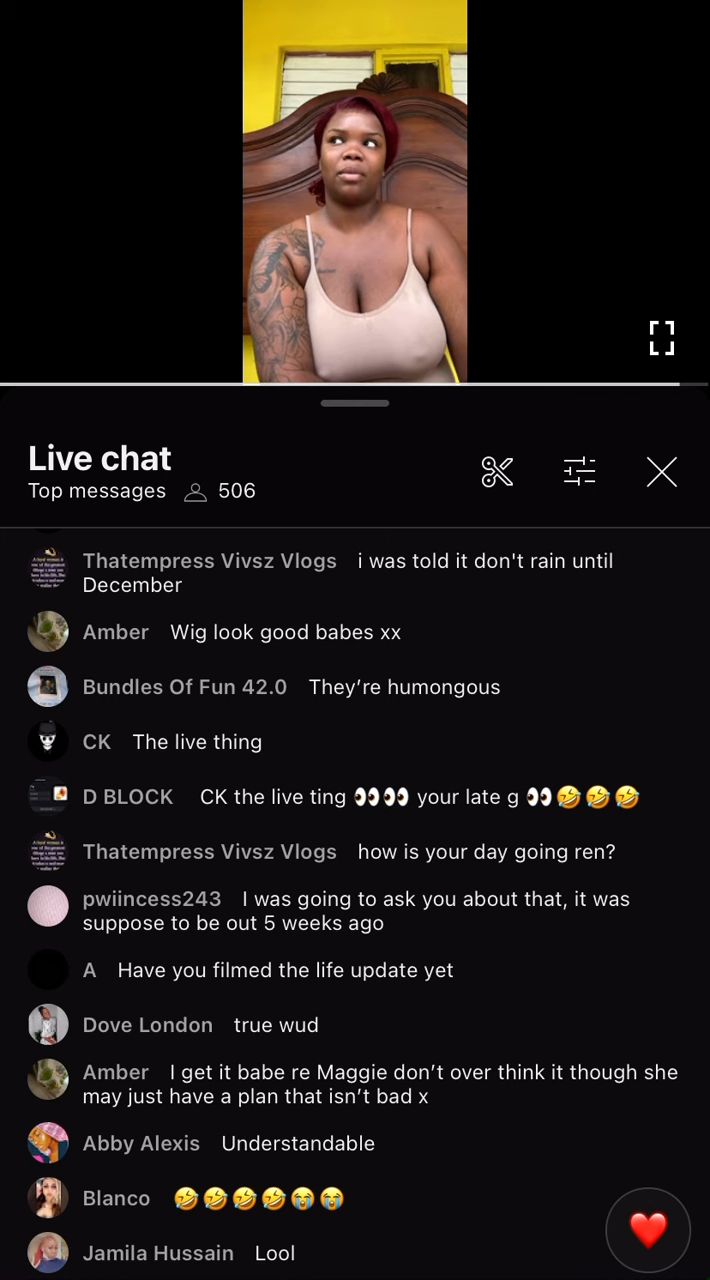 Live chat
Top messages 506
Thatempress Vivsz Vlogs i was told it don't rain until
December
Amber Wig look good babes xx
Bundles Of Fun 42.0 They’re humongous
CK The live thing
D BLOCK CK the live ting 👀👀 your late g 👀🤣🤣🤣
Thatempress Vivsz Vlogs how is your day going ren?
pwiincess243 I was going to ask you about that, it was
suppose to be out 5 weeks ago
A Have you filmed the life update yet
Dove London true wud
Amber I get it babe re Maggie don’t over think it though she
may just have a plan that isn’t bad x
Abby Alexis Understandable
Blanco 🤣🤣🤣🤣😭😭
Jamila Hussain Lool